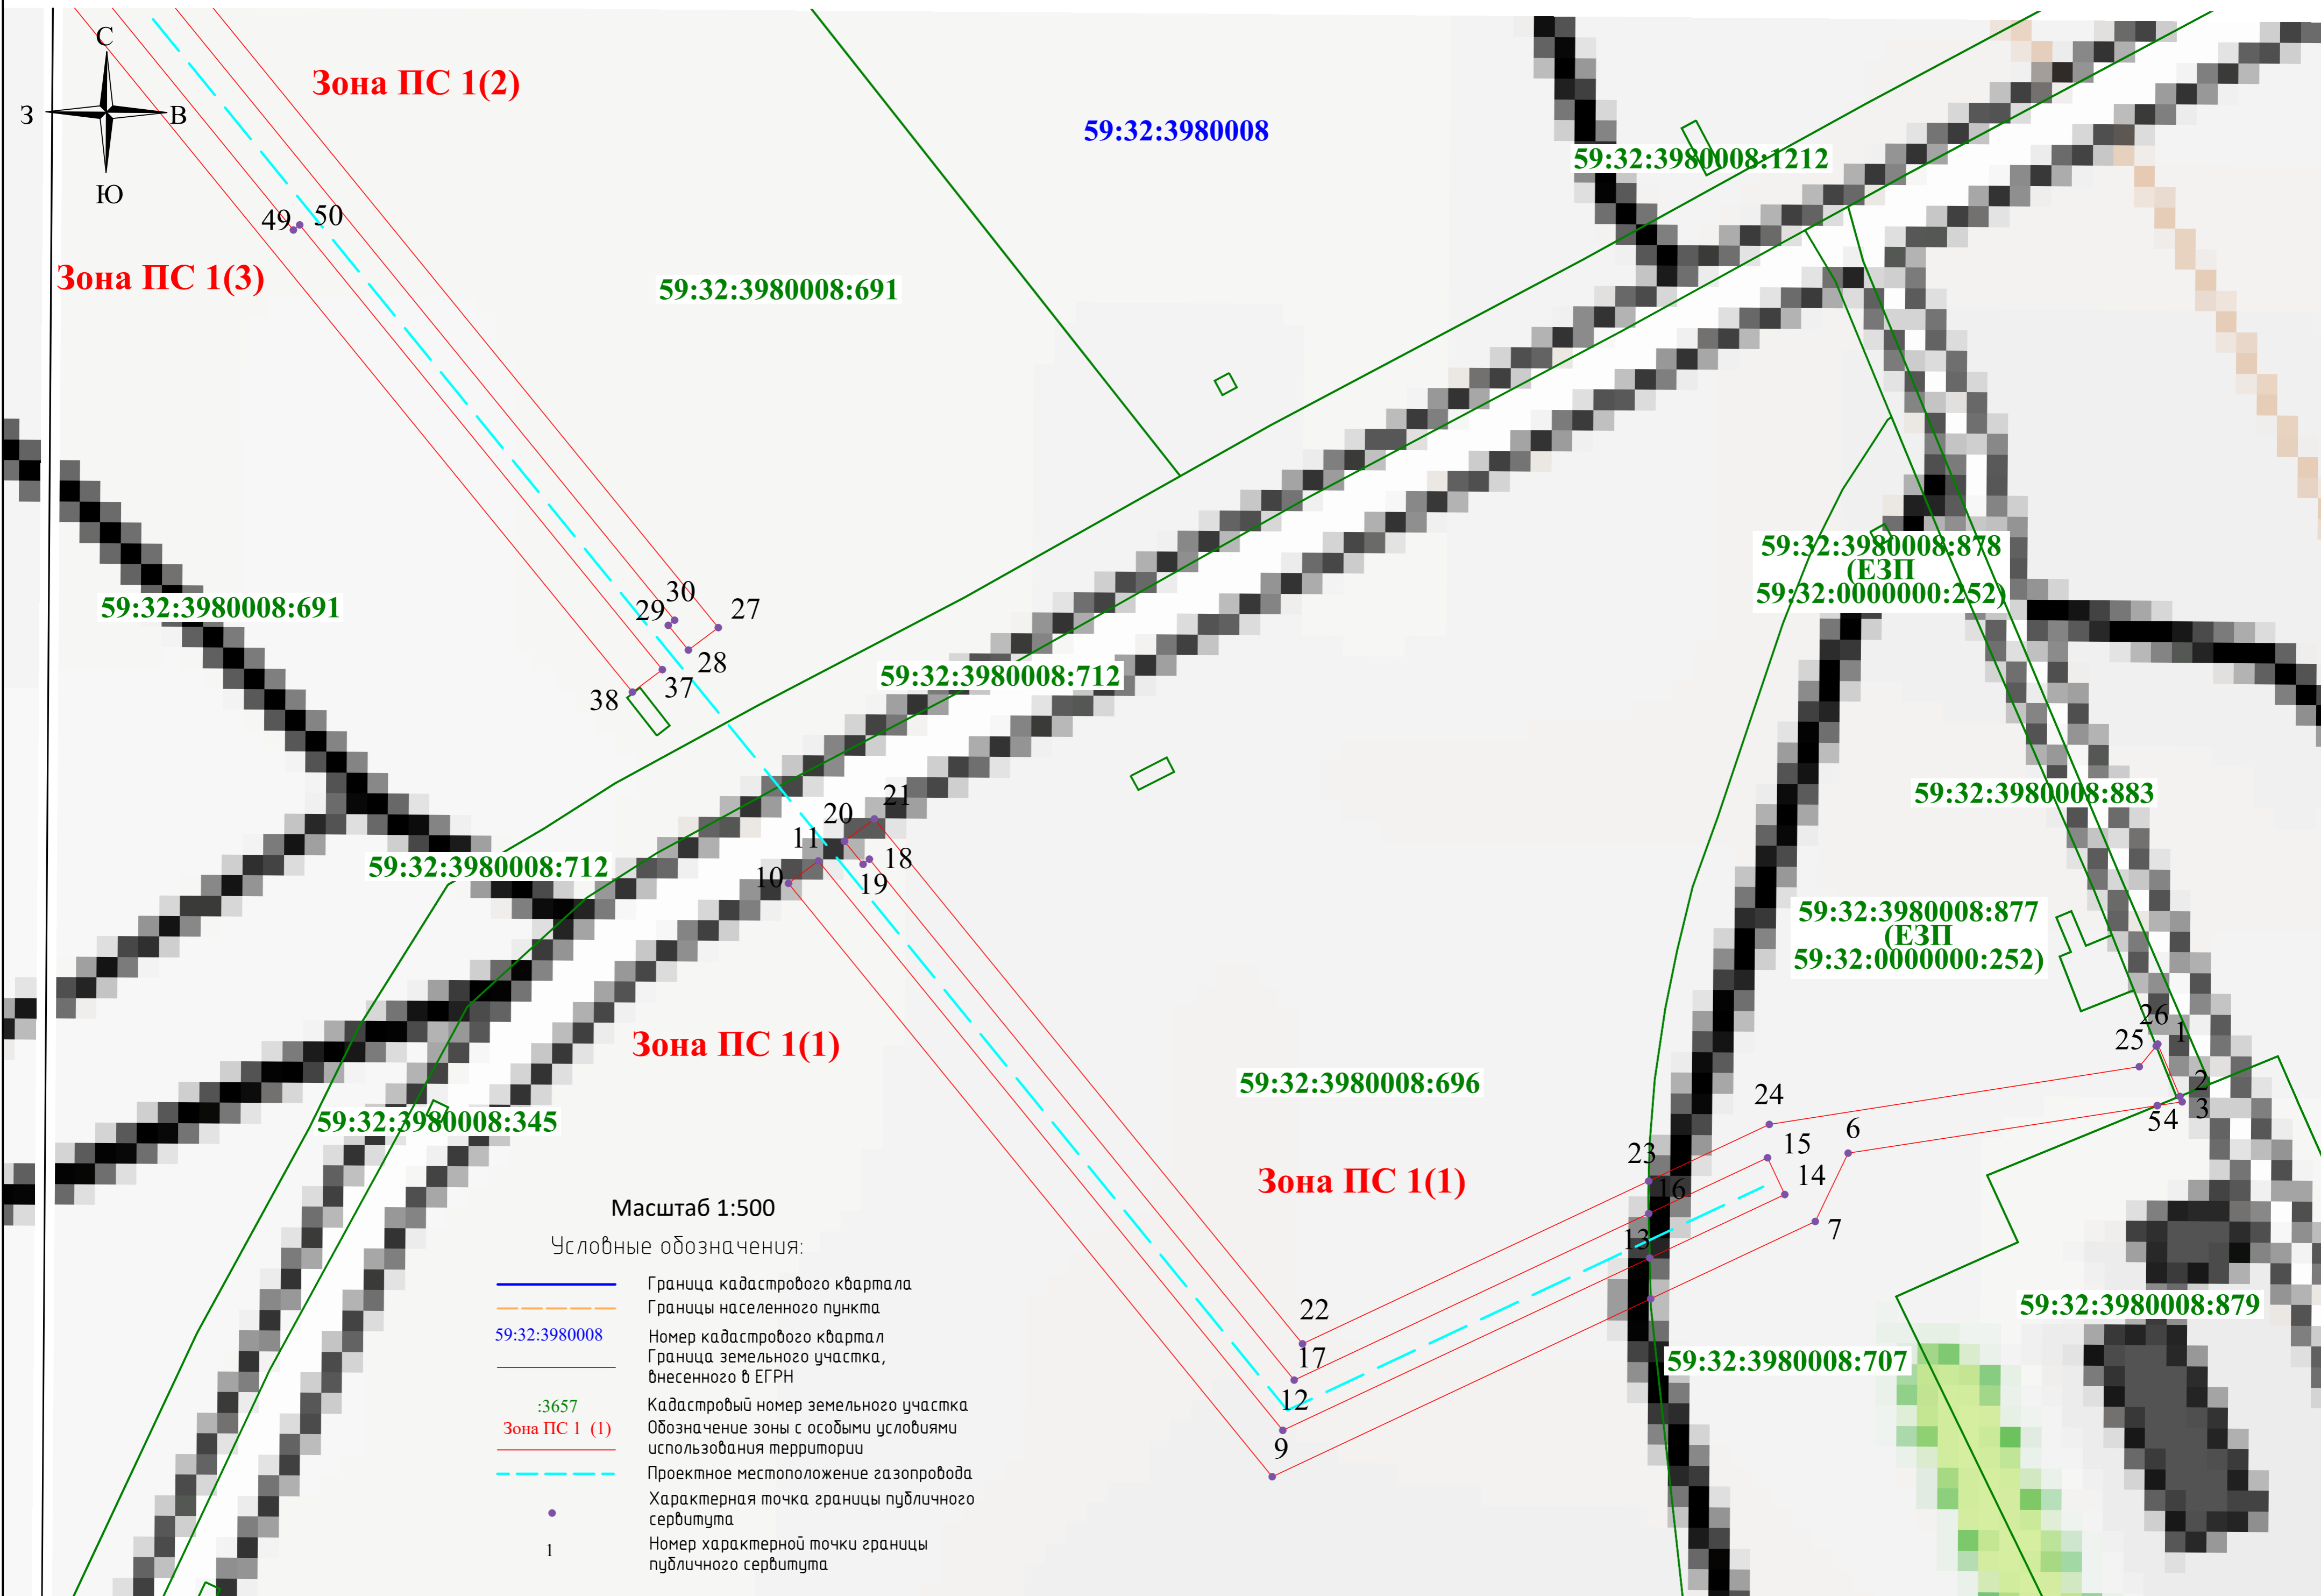 С
З
В
Ю
Зона ПС 1(2)
59:32:3980008
59:32:3980008:1212
49
50
Зона ПС 1(3)
59:32:3980008:691
59:32:3980008:878
(ЕЗП
59:32:0000000:252)
59:32:3980008:691
30
29
27
28
37
38
59:32:3980008:712
59:32:3980008:883
21
20
11
18
10
19
59:32:3980008:712
59:32:3980008:877
(ЕЗП
59:32:0000000:252)
26
1
25
Зона ПС 1(1)
59:32:3980008:696
2
24
3
54
59:32:3980008:345
6
15
23
14
Зона ПС 1(1)
16
7
13
22
17
12
9
59:32:3980008:879
59:32:3980008:707
Масштаб 1:500
Условные обозначения:
Граница кадастрового квартала
Границы населенного пункта
59:32:3980008
Номер кадастрового квартал
Граница земельного участка,
внесенного в ЕГРН
:3657
Кадастровый номер земельного участка
Зона ПС 1 (1)
Обозначение зоны с особыми условиями
использования территории
Проектное местоположение газопровода
Характерная точка границы публичного
сервитута
1
Номер характерной точки границы
публичного сервитута